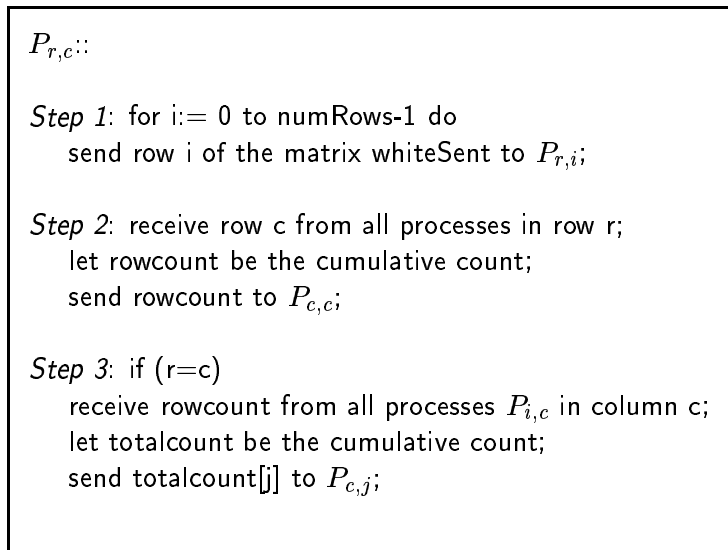 P_{r,c}::
Step 1: for i:= 0 to numRows-1 do
send row i of the matrix whiteSent to P_{r,i};
Step 2: receive row c from all processes in row r;
let rowcount be the cumulative count;
send rowcount to P_{c,c};
Step 3: if (r=c)
receive rowcount from all processes P_{i,c} in column c;
let totalcount be the cumulative count;
send totalcount[j] to P_{c,j};